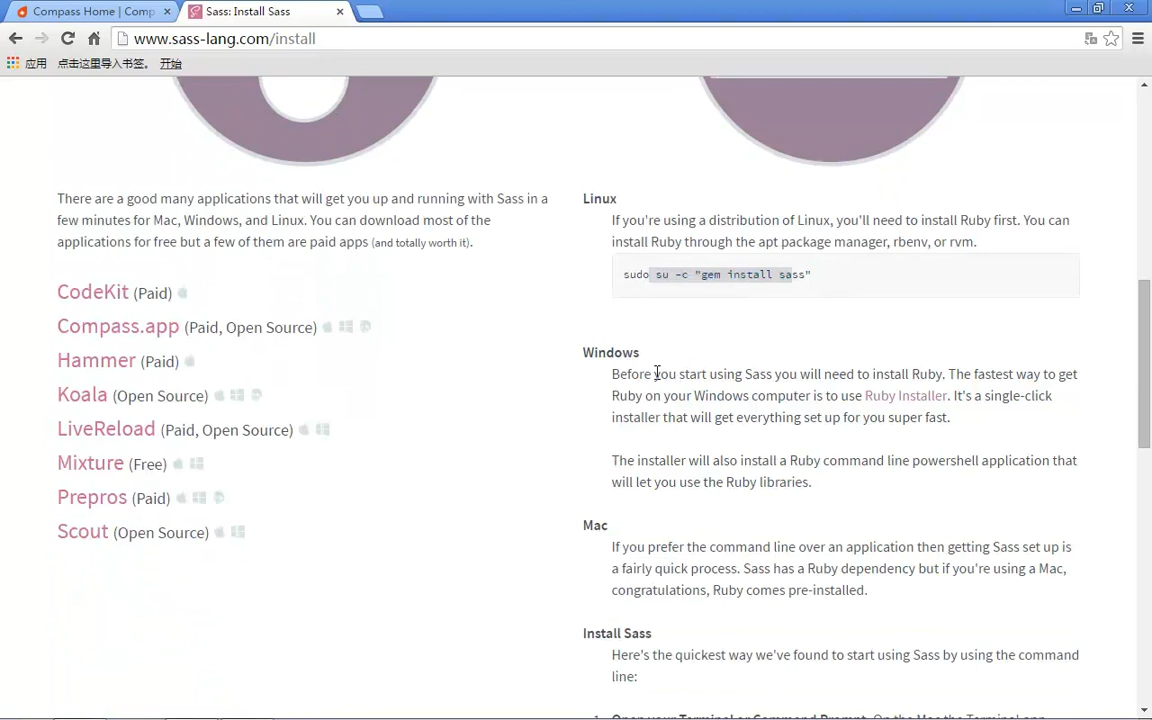 Compass Home | Comp
Sass: Install Sass
www.sass-lang.com/install
应用 点击这里导入书签。 开始
There are a good many applications that will get you up and running with Sass in a
few minutes for Mac, Windows, and Linux. You can download most of the
applications for free but a few of them are paid apps (and totally worth it).
CodeKit (Paid)
Compass.app (Paid, Open Source)
Hammer (Paid)
Koala (Open Source)
LiveReload (Paid, Open Source)
Mixture (Free)
Prepros (Paid)
Scout (Open Source)
Linux
If you're using a distribution of Linux, you'll need to install Ruby first. You can
install Ruby through the apt package manager, rbenv, or rvm.
sudo su -c "gem install sass"
Windows
Before you start using Sass you will need to install Ruby. The fastest way to get
Ruby on your Windows computer is to use Ruby Installer. It's a single-click
installer that will get everything set up for you super fast.
The installer will also install a Ruby command line powershell application that
will let you use the Ruby libraries.
Mac
If you prefer the command line over an application then getting Sass set up is
a fairly quick process. Sass has a Ruby dependency but if you're using a Mac,
congratulations, Ruby comes pre-installed.
Install Sass
Here's the quickest way we've found to start using Sass by using the command
line:
Open your Terminal or Command Prompt. On the Mac the Terminal.app